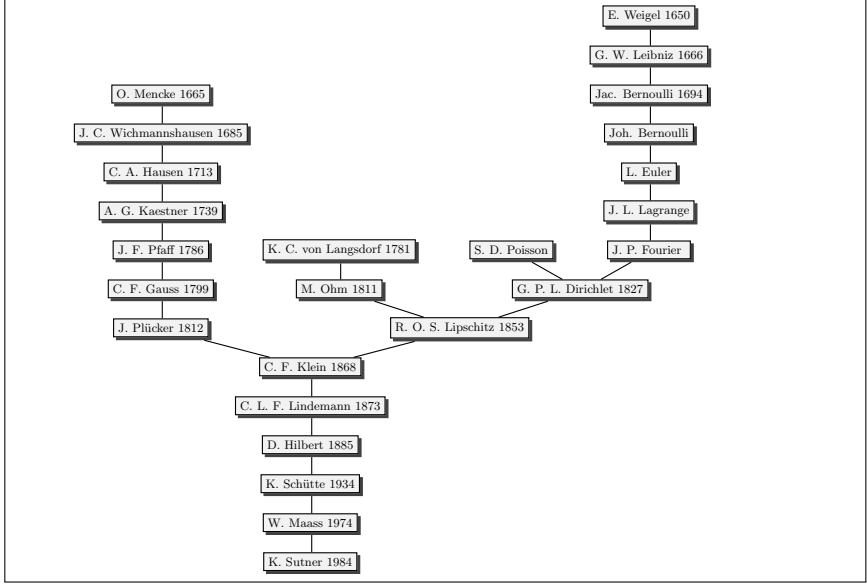 E. Weigel 1650
G. W. Leibniz 1666
O. Mencke 1665
Jac. Bernoulli 1694
J. C. Wichmannshausen 1685
Joh. Bernoulli
C. A. Hausen 1713
L. Euler
A. G. Kaestner 1739
J. L. Lagrange
J. F. Pfaff 1786
K. C. von Langsdorf 1781
S. D. Poisson
J. P. Fourier
C. F. Gauss 1799
M. Ohm 1811
G. P. L. Dirichlet 1827
J. Plücker 1812
R. O. S. Lipschitz 1853
C. F. Klein 1868
C. L. F. Lindemann 1873
D. Hilbert 1885
K. Schütte 1934
W. Maass 1974
K. Sutner 1984